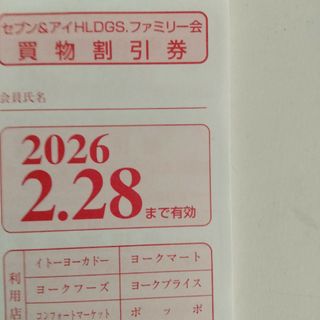 セブン&アイHLDGS.ファミリー会
買物割引券
会員氏名
2026
2.28まで有効
利用店
イトーヨーカドー ヨークマート
ヨークフーズ ヨークプライス
コンフォートマーケット ポッポ